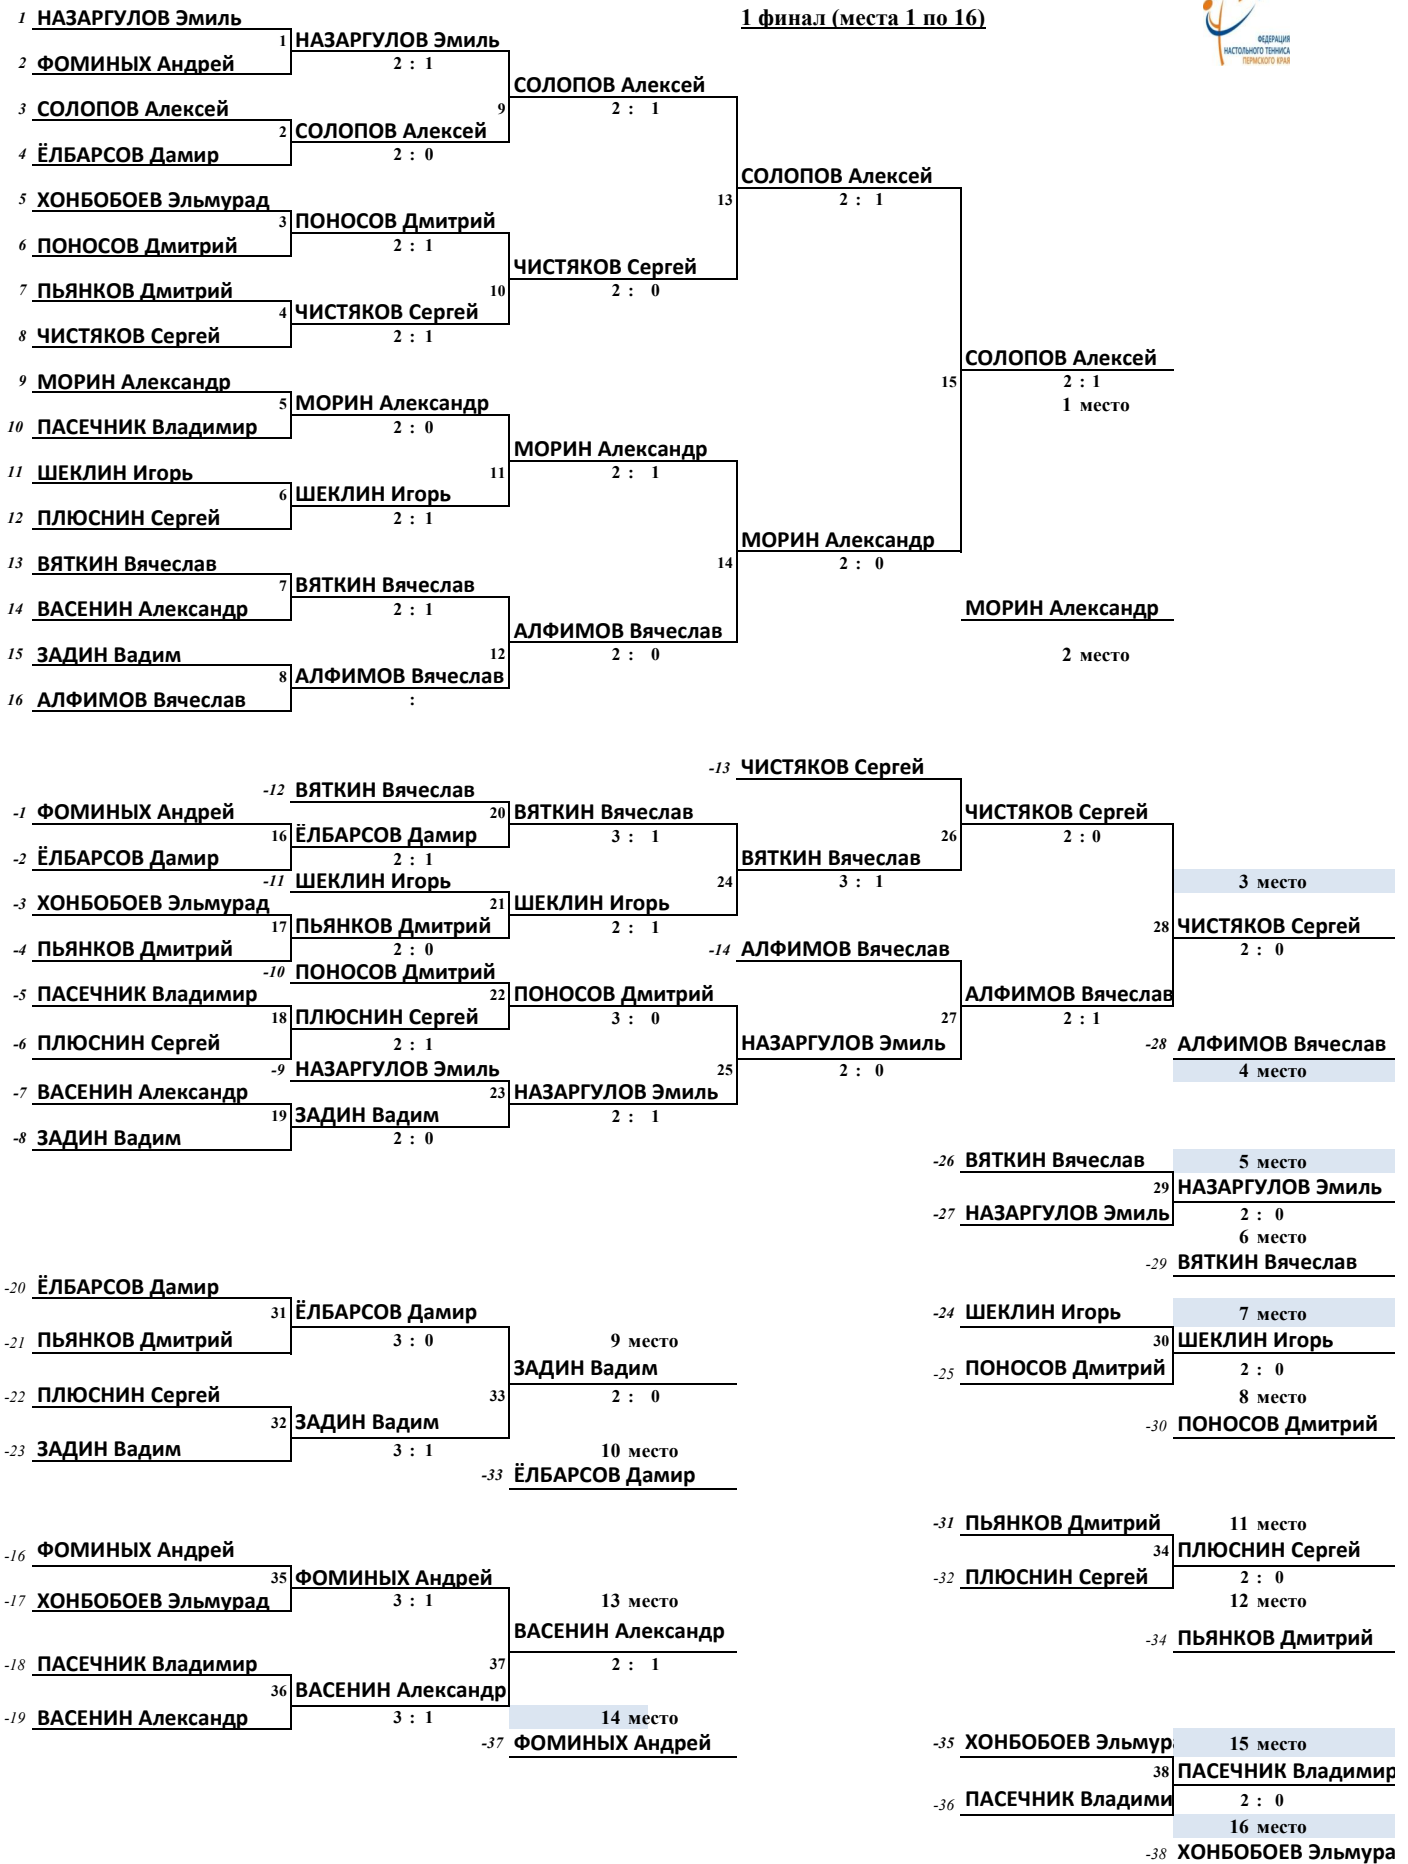 1 НАЗАРГУЛОВ Эмиль
1 финал (места 1 по 16)
1 НАЗАРГУЛОВ Эмиль
ФЕДЕРАЦИЯ
НАСТОЛЬНОГО ТЕННИСА
ПЕРМСКОГО КРАЯ
2 ФОМИНЫХ Андрей 2 : 1
СОЛОПОВ Алексей
3 СОЛОПОВ Алексей 9 2 : 1
2 СОЛОПОВ Алексей
4 ЁЛБАРСОВ Дамир 2 : 0
СОЛОПОВ Алексей
5 ХОНБОБОЕВ Эльмурад 13 2 : 1
3 ПОНОСОВ Дмитрий
6 ПОНОСОВ Дмитрий 2 : 1
ЧИСТЯКОВ Сергей
7 ПЬЯНКОВ Дмитрий 10 2 : 0
4 ЧИСТЯКОВ Сергей
8 ЧИСТЯКОВ Сергей 2 : 1
СОЛОПОВ Алексей
9 МОРИН Александр 15 2 : 1
5 МОРИН Александр 1 место
10 ПАСЕЧНИК Владимир 2 : 0
МОРИН Александр
11 ШЕКЛИН Игорь 11 2 : 1
6 ШЕКЛИН Игорь
12 ПЛЮСНИН Сергей 2 : 1
МОРИН Александр
13 ВЯТКИН Вячеслав 14 2 : 0
7 ВЯТКИН Вячеслав
14 ВАСЕНИН Александр 2 : 1 МОРИН Александр
АЛФИМОВ Вячеслав
15 ЗАДИН Вадим 12 2 : 0 2 место
8 АЛФИМОВ Вячеслав
16 АЛФИМОВ Вячеслав :
-13 ЧИСТЯКОВ Сергей
-12 ВЯТКИН Вячеслав
-1 ФОМИНЫХ Андрей 20 ВЯТКИН Вячеслав ЧИСТЯКОВ Сергей
16 ЁЛБАРСОВ Дамир 3 : 1 26 2 : 0
-2 ЁЛБАРСОВ Дамир 2 : 1 ВЯТКИН Вячеслав
-11 ШЕКЛИН Игорь 24 3 : 1 3 место
-3 ХОНБОБОЕВ Эльмурад 21 ШЕКЛИН Игорь
17 ПЬЯНКОВ Дмитрий 2 : 1 28 ЧИСТЯКОВ Сергей
-4 ПЬЯНКОВ Дмитрий 2 : 0 -14 АЛФИМОВ Вячеслав 2 : 0
-10 ПОНОСОВ Дмитрий
-5 ПАСЕЧНИК Владимир 22 ПОНОСОВ Дмитрий АЛФИМОВ Вячеслав
18 ПЛЮСНИН Сергей 3 : 0 27 2 : 1
-6 ПЛЮСНИН Сергей 2 : 1 НАЗАРГУЛОВ Эмиль -28 АЛФИМОВ Вячеслав
-9 НАЗАРГУЛОВ Эмиль 25 2 : 0 4 место
-7 ВАСЕНИН Александр 23 НАЗАРГУЛОВ Эмиль
19 ЗАДИН Вадим 2 : 1
-8 ЗАДИН Вадим 2 : 0
-26 ВЯТКИН Вячеслав 5 место
29 НАЗАРГУЛОВ Эмиль
-27 НАЗАРГУЛОВ Эмиль 2 : 0
6 место
-29 ВЯТКИН Вячеслав
-20 ЁЛБАРСОВ Дамир
31 ЁЛБАРСОВ Дамир -24 ШЕКЛИН Игорь 7 место
-21 ПЬЯНКОВ Дмитрий 3 : 0 9 место 30 ШЕКЛИН Игорь
ЗАДИН Вадим -25 ПОНОСОВ Дмитрий 2 : 0
-22 ПЛЮСНИН Сергей 33 2 : 0 8 место
32 ЗАДИН Вадим -30 ПОНОСОВ Дмитрий
-23 ЗАДИН Вадим 3 : 1 10 место
-33 ЁЛБАРСОВ Дамир
-31 ПЬЯНКОВ Дмитрий 11 место
-16 ФОМИНЫХ Андрей 34 ПЛЮСНИН Сергей
35 ФОМИНЫХ Андрей -32 ПЛЮСНИН Сергей 2 : 0
-17 ХОНБОБОЕВ Эльмурад 3 : 1 13 место 12 место
ВАСЕНИН Александр -34 ПЬЯНКОВ Дмитрий
-18 ПАСЕЧНИК Владимир 37 2 : 1
36 ВАСЕНИН Александр
-19 ВАСЕНИН Александр 3 : 1 14 место
-37 ФОМИНЫХ Андрей -35 ХОНБОБОЕВ Эльмур 15 место
38 ПАСЕЧНИК Владимир
-36 ПАСЕЧНИК Владими 2 : 0
16 место
-38 ХОНБОБОЕВ Эльмура